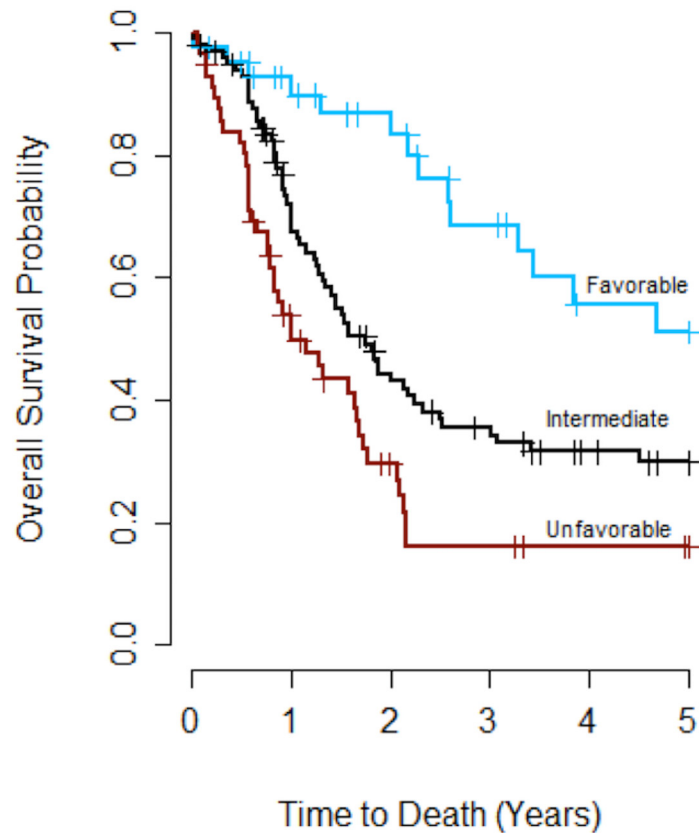 Overall Survival Probability
1.0
0.8
0.6
0.4
0.2
0.0
Favorable
Intermediate
Unfavorable
0 1 2 3 4 5
Time to Death (Years)